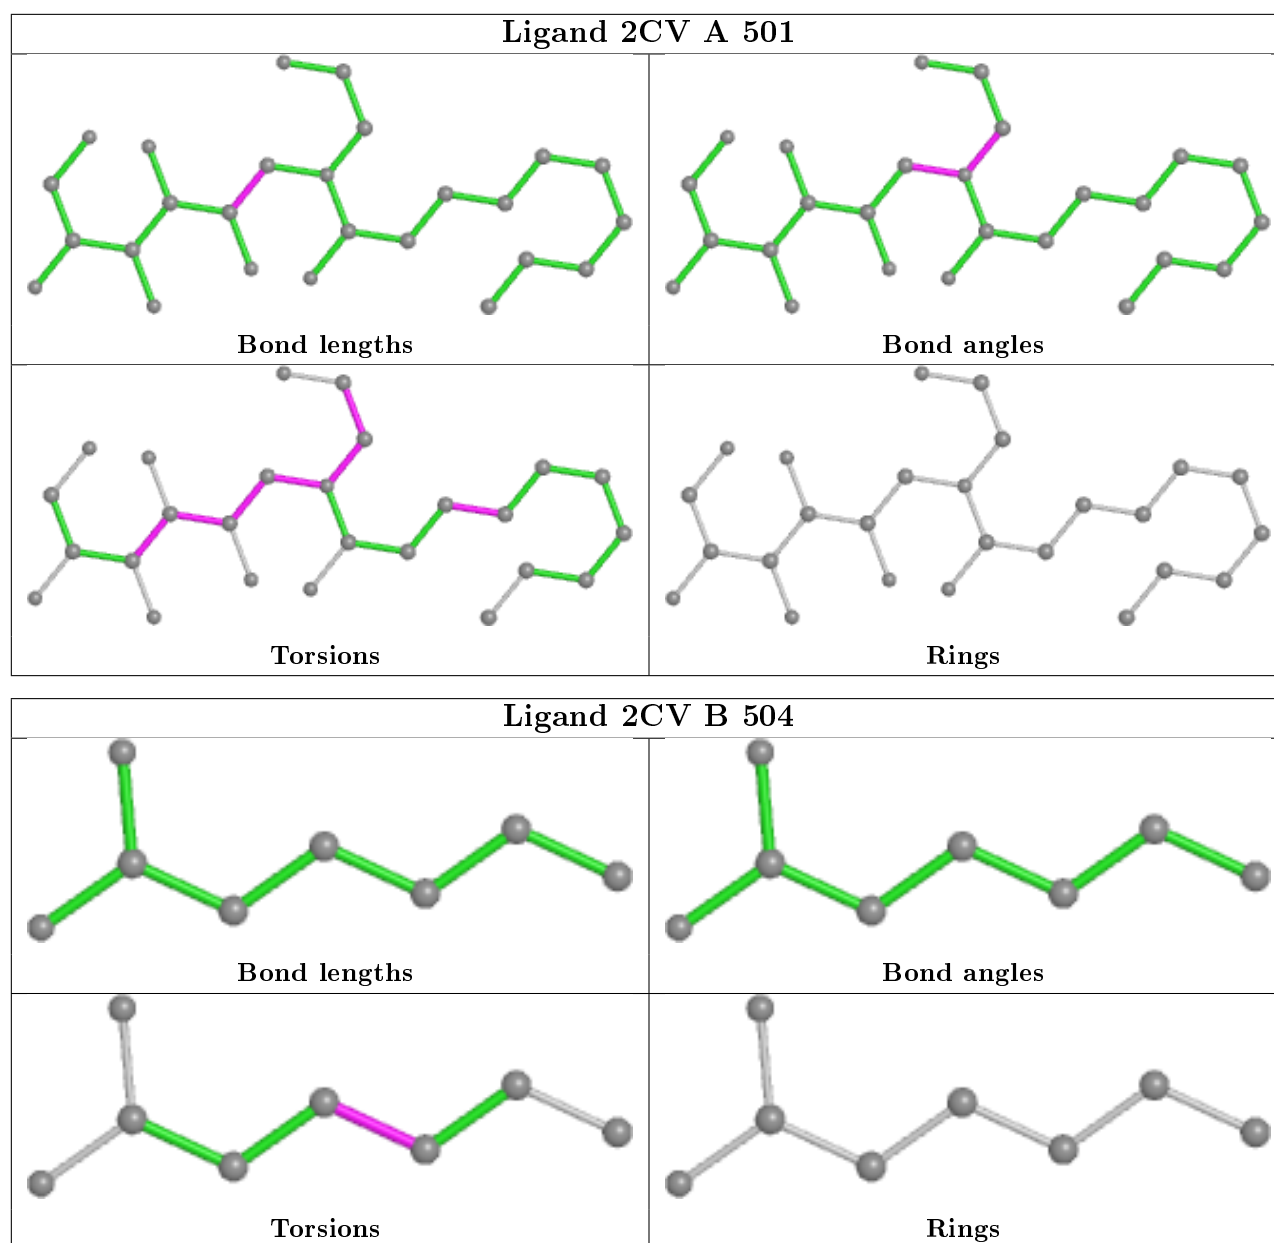 Ligand 2CV A 501
Bond lengths
Bond angles
Torsions
Rings
Ligand 2CV B 504
Bond lengths
Bond angles
Torsions
Rings